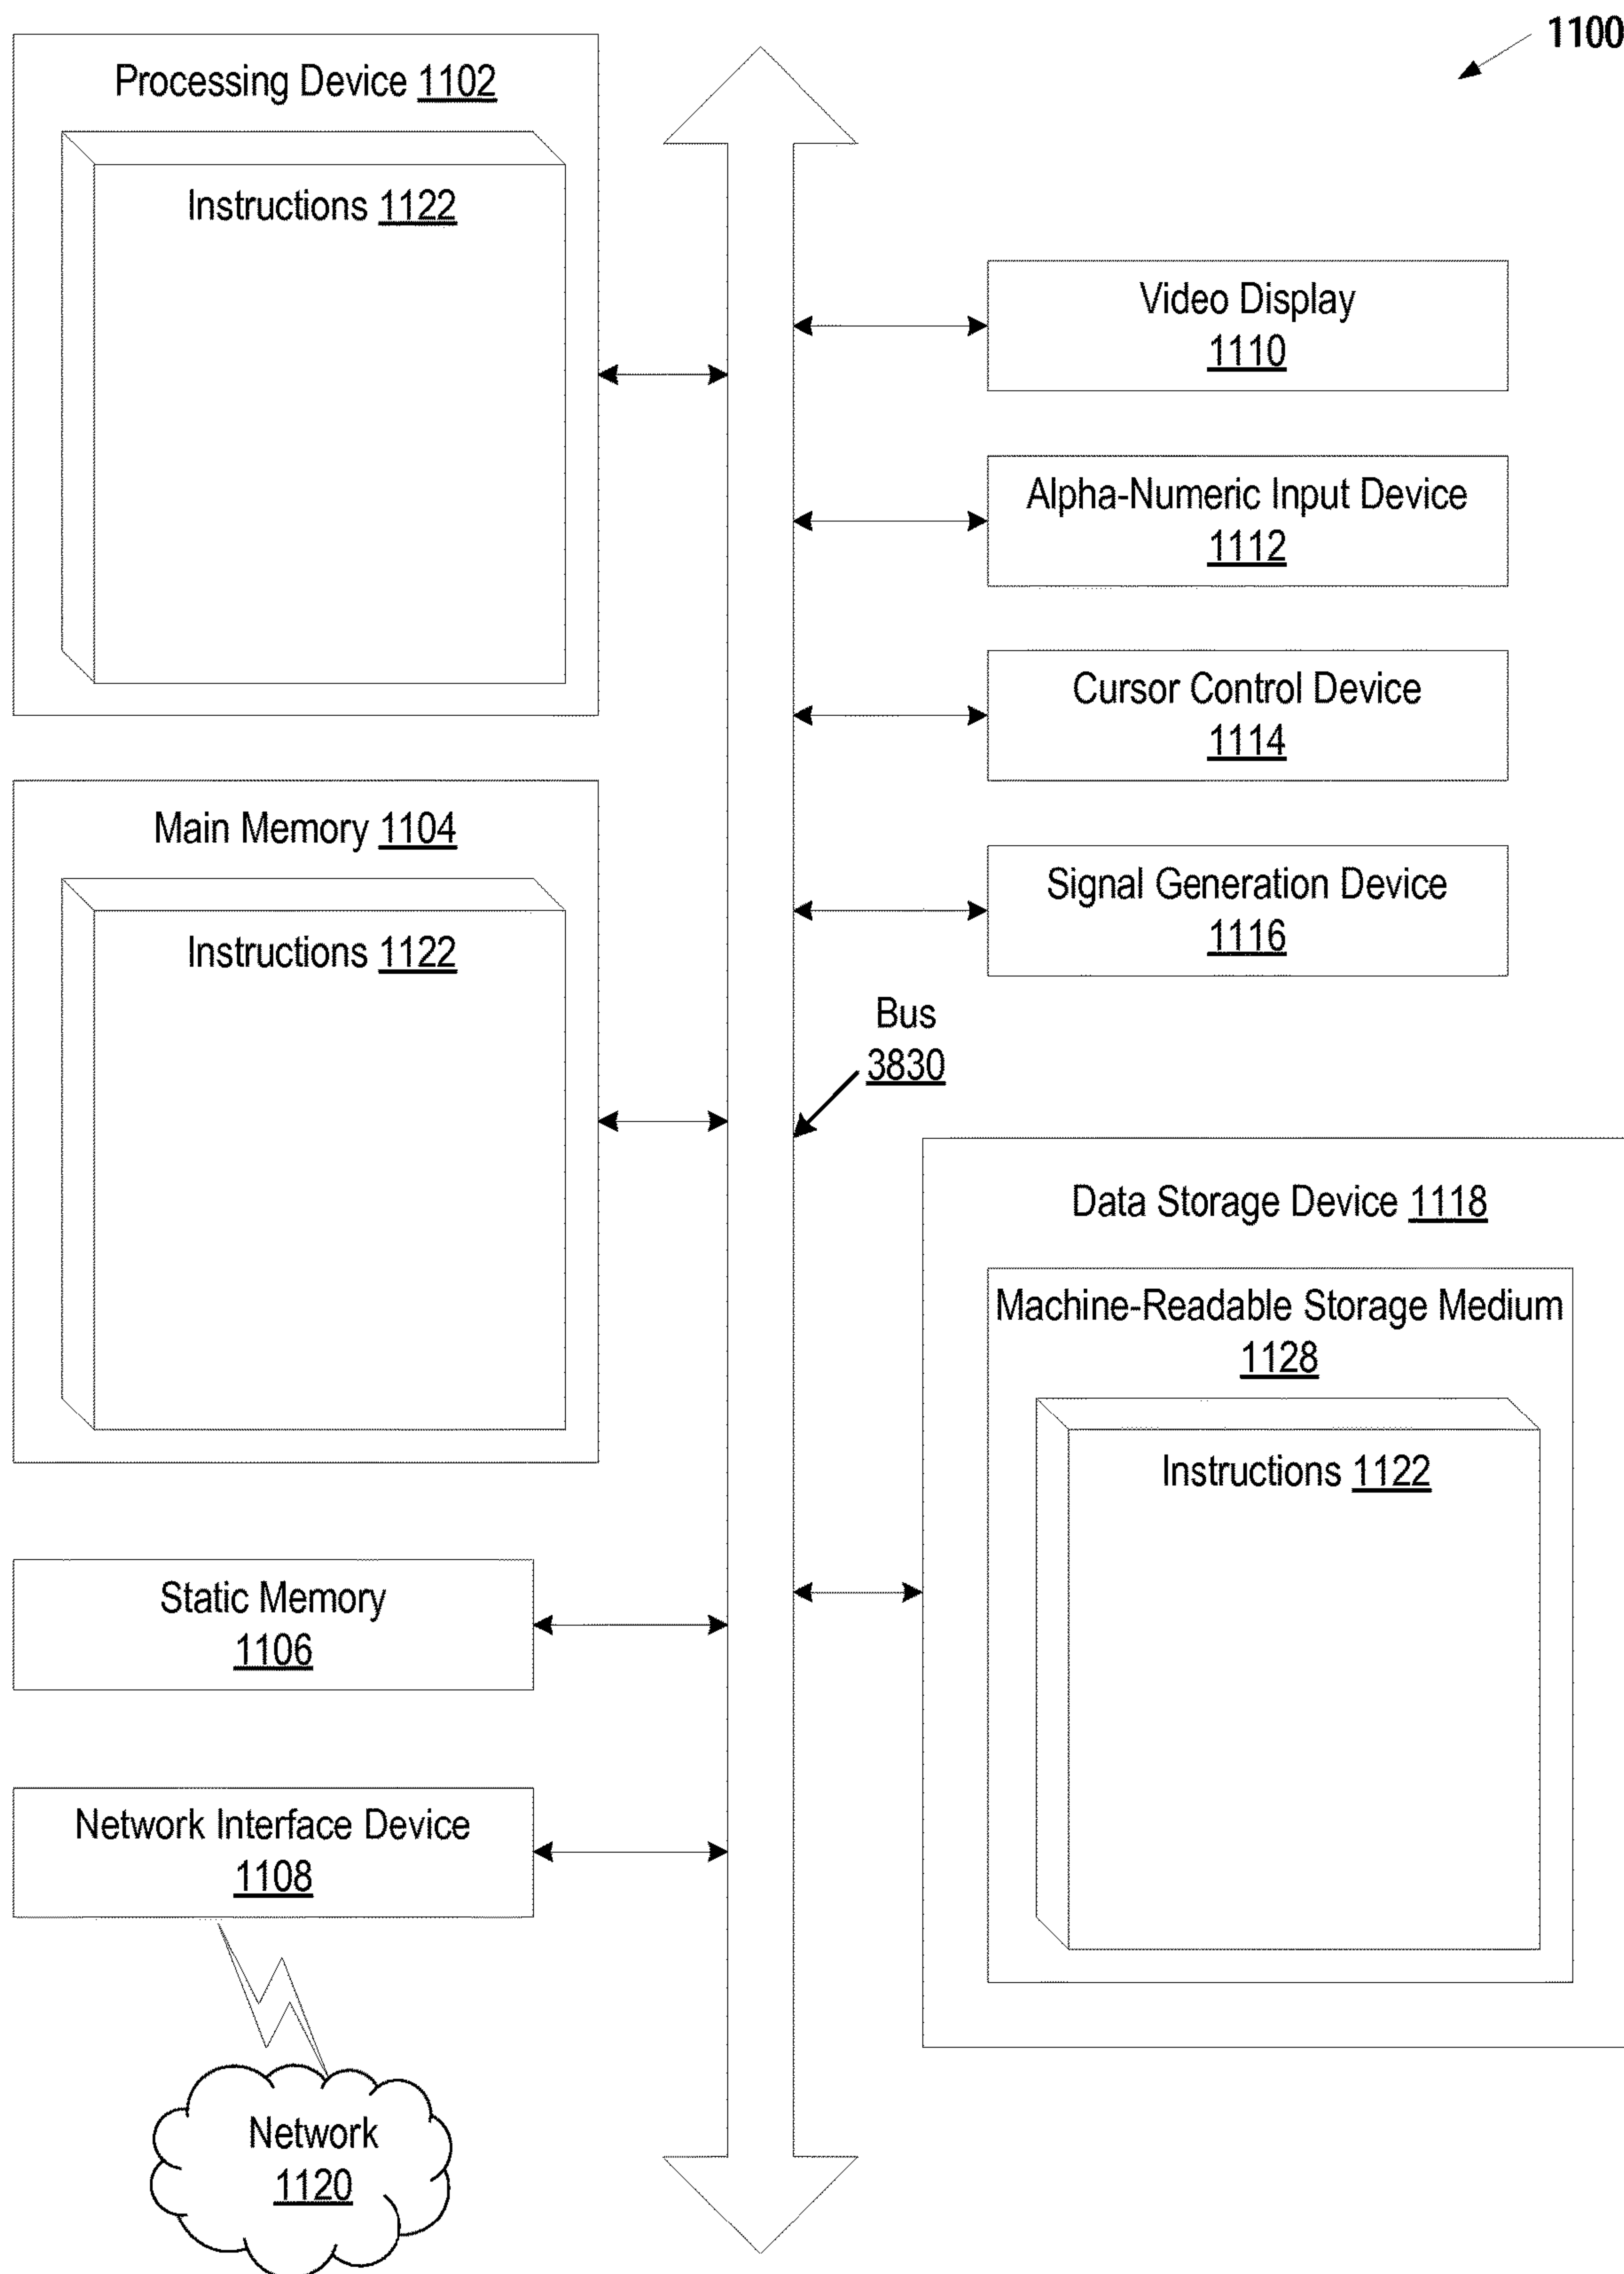 1100
Processing Device 1102
Instructions 1122
Video Display
1110
Alpha-Numeric Input Device
1112
Cursor Control Device
1114
Main Memory 1104
Instructions 1122
Signal Generation Device
1116
Bus
3830
Data Storage Device 1118
Machine-Readable Storage Medium
1128
Instructions 1122
Static Memory
1106
Network Interface Device
1108
Network
1120